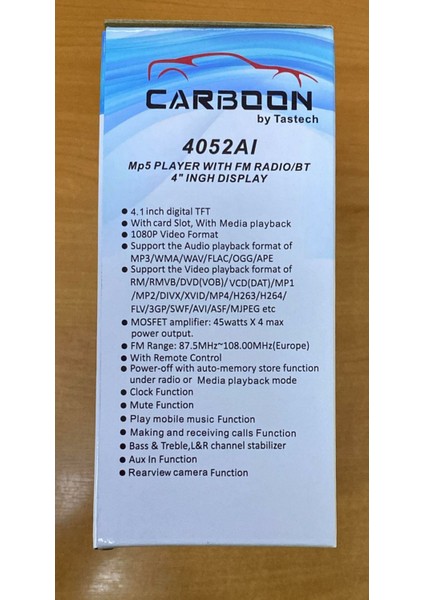 CARBOON
by Tastech
4052AI
Mp5 PLAYER WITH FM RADIO/BT
4" INGH DISPLAY
• 4.1inch digital TFT
• With card Slot, With Media playback
• 1080P Video Format
• Support the Audio playback format of
MP3/WMA/WAV/FLAC/OGG/APE
• Support the Video playback format of
RM/RMVB/DVD(VOB)/ VCD(DAT)/MP1
/MP2/DIVX/XVID/MP4/H263/H264/
FLV/3GP/SWF/AVI/ASF/MJPEG etc
• MOSFET amplifier: 45watts X 4 max
power output.
• FM Range: 87.5MHz~108.00MHz(Europe)
• With Remote Control
• Power-off with auto-memory store function
under radio or Media playback mode
• Clock Function
• Mute Function
• Play mobile music Function
• Making and receiving calls Function
• Bass & Treble,L&R channel stabilizer
• Aux In Function
• Rearview camera Function